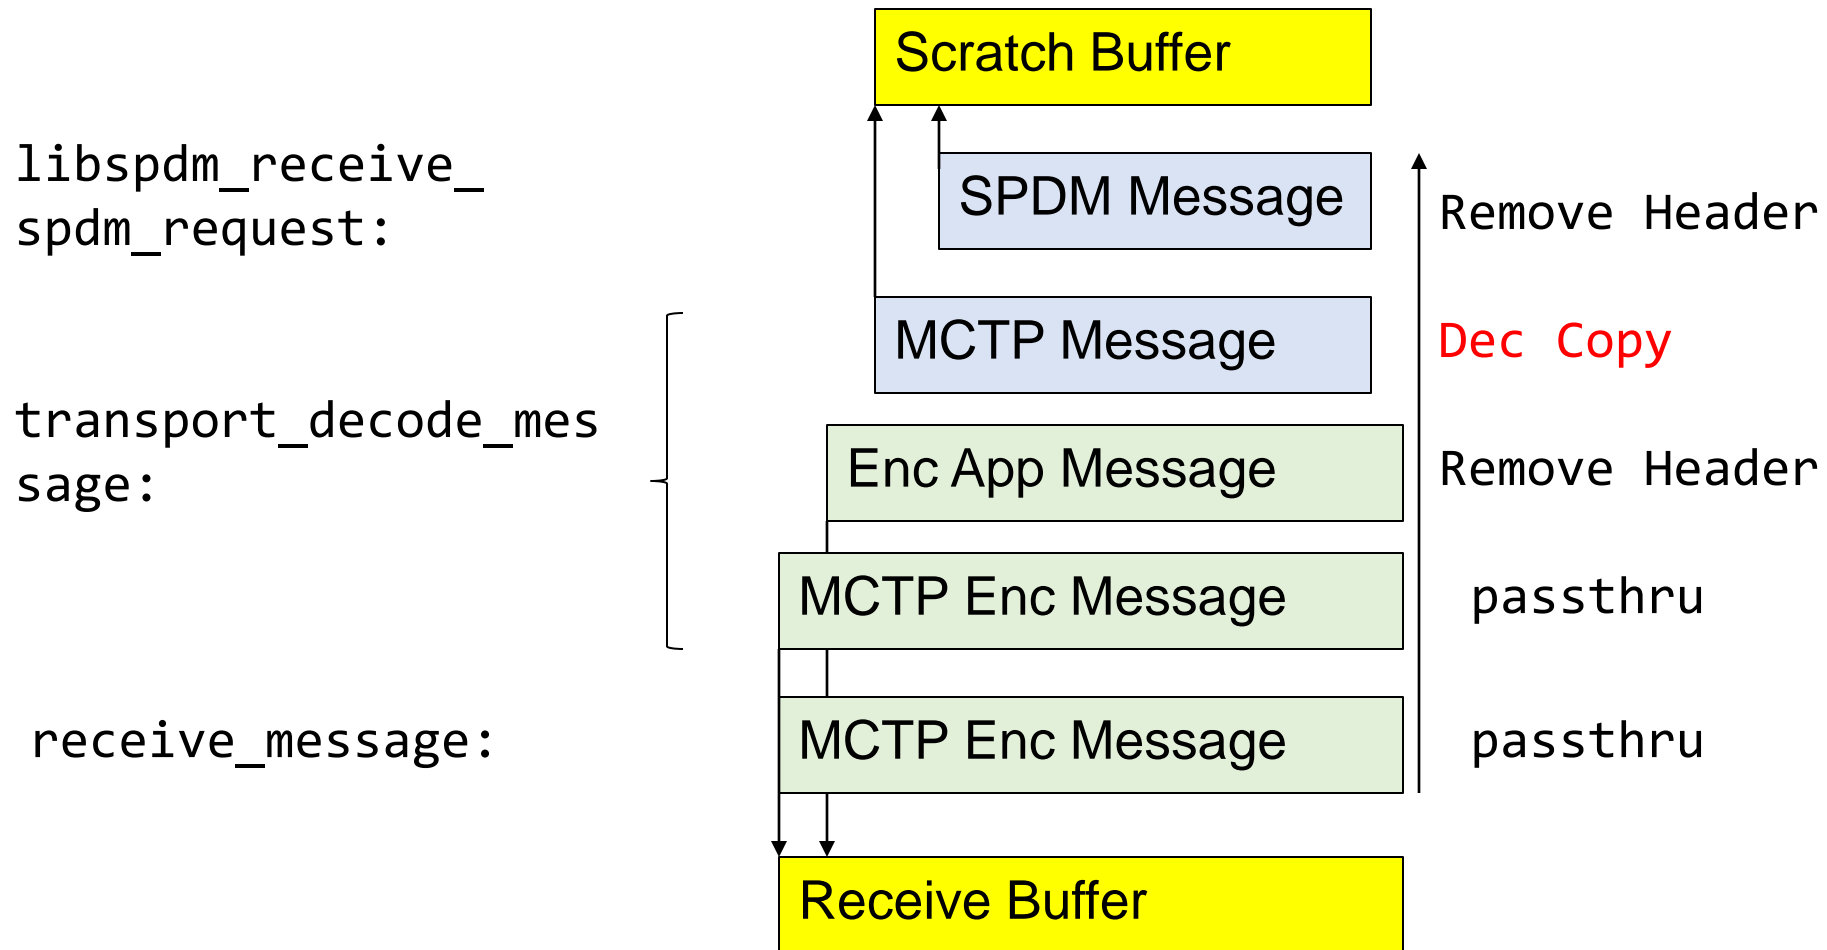 Scratch Buffer
libspdm_receive_
spdm_request:
SPDM Message
Remove Header
MCTP Message
Dec Copy
transport_decode_mes
sage:
Enc App Message
Remove Header
MCTP Enc Message
passthru
receive_message:
MCTP Enc Message
passthru
Receive Buffer